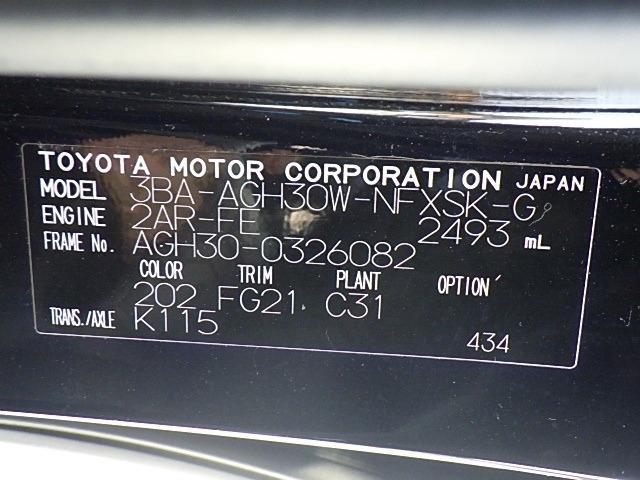 TOYOTA MOTOR CORPORATION JAPAN
MODEL 3BA-AGH30W-NFXSK-G
ENGINE 2AR-FE 2493 mL
FRAME No. AGH30-0326082
COLOR TRIM PLANT OPTION
202 FG21 C31
TRANS./AXLE K115
434